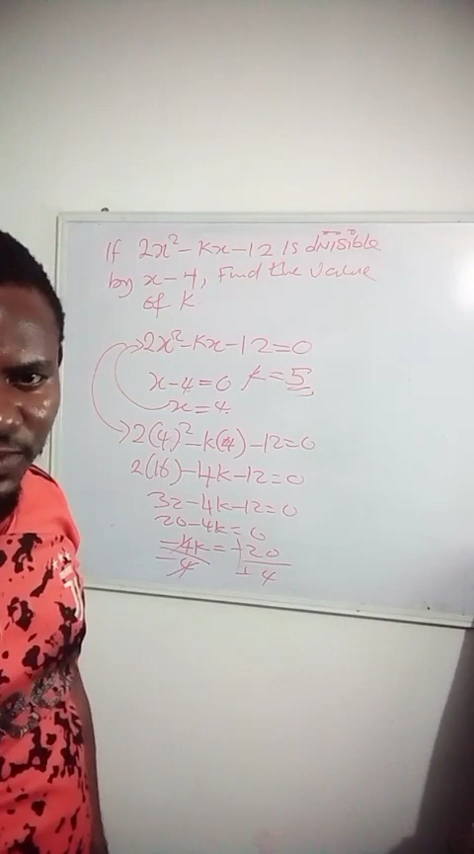 If 2x² - kx - 12 is divisible
by x - 4, Find the value
of k
2x² - kx - 12 = 0
x - 4 = 0 k = 5
x = 4
2(4)² - k(4) - 12 = 0
2(16) - 4k - 12 = 0
32 - 4k - 12 = 0
20 - 4k = 0
-4k = -20
-4 -4